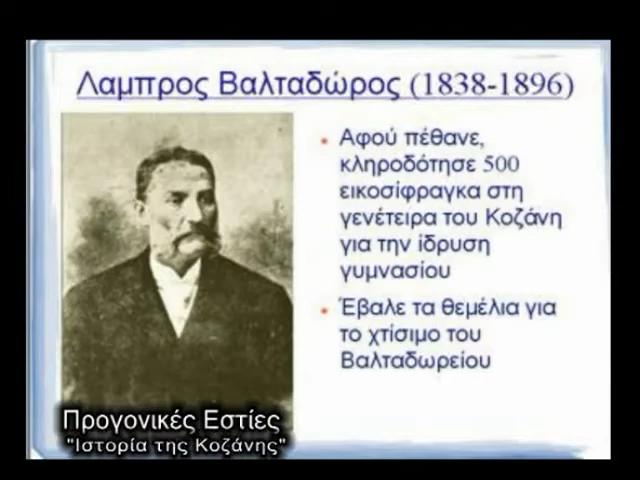 Λαμπρος Βαλταδώρος (1838-1896)
• Αφού πέθανε,
κληροδότησε 500
εικοσίφραγκα στη
γενέτειρα του Κοζάνη
για την ίδρυση
γυμνασίου
• Έβαλε τα θεμέλια για
το χτίσιμο του
Βαλταδωρείου
Προγονικές Εστίες
"Ιστορία της Κοζάνης"